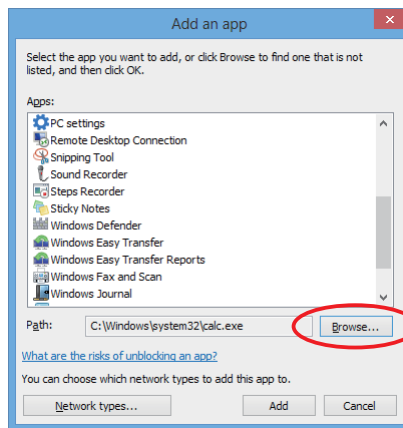 Add an app
Select the app you want to add, or click Browse to find one that is not
listed, and then click OK.
Apps:
PC settings
Remote Desktop Connection
Snipping Tool
Sound Recorder
Steps Recorder
Sticky Notes
Windows Defender
Windows Easy Transfer
Windows Easy Transfer Reports
Windows Fax and Scan
Windows Journal
Path: C:\Windows\system32\calc.exe Browse...
What are the risks of unblocking an app?
You can choose which network types to add this app to.
Network types... Add Cancel